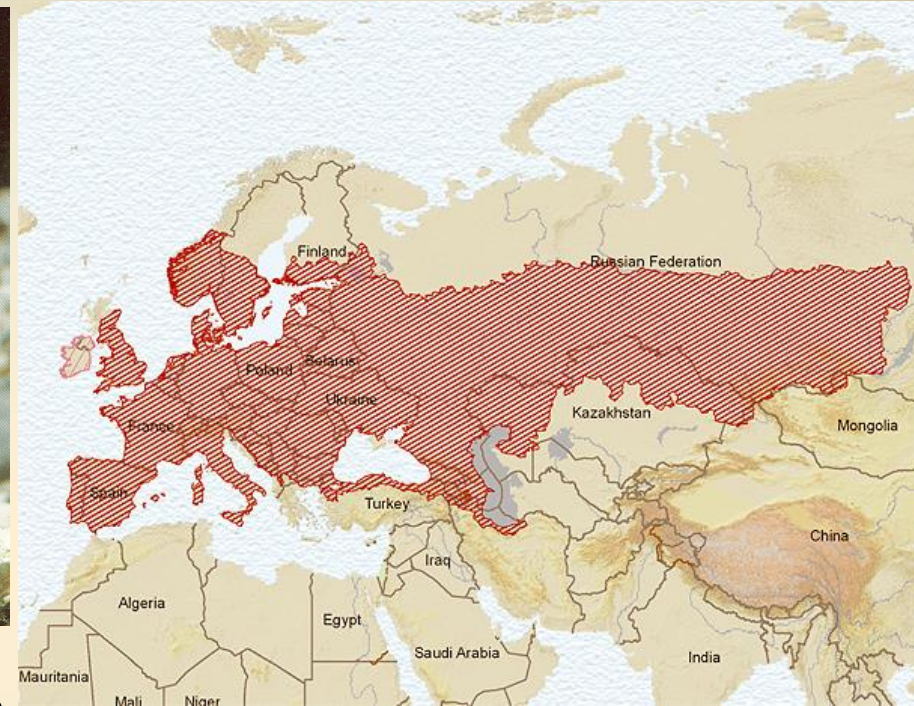 Finland
Russian Federation
Belarus
Poland
Ukraine
France
Kazakhstan
Mongolia
Spain
Turkey
China
Iraq
Algeria
Egypt
Saudi Arabia
India
Mauritania
Mali
Niger